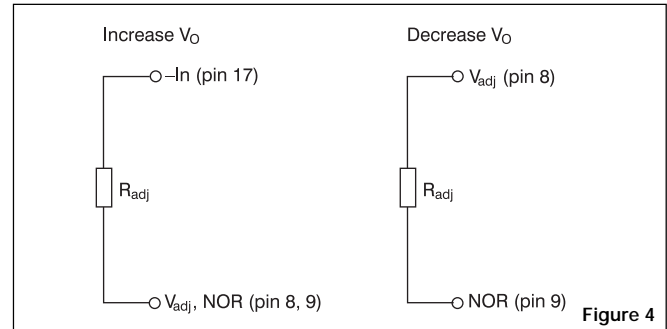 Increase VO
Decrease VO
–In (pin 17)
Vadj (pin 8)
Radj
Radj
Vadj, NOR (pin 8, 9)
NOR (pin 9)
Figure 4